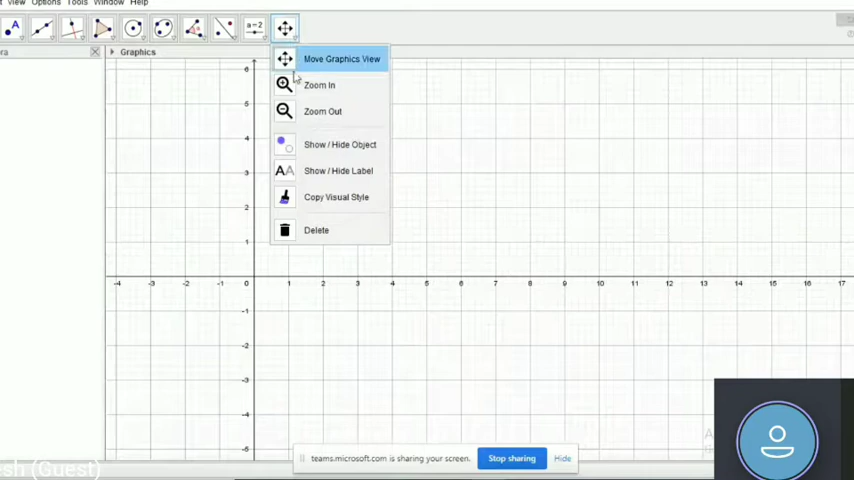 View Options Tools Window Help
a=2
ra
Graphics
Move Graphics View
Zoom In
Zoom Out
Show / Hide Object
AA Show / Hide Label
Copy Visual Style
Delete
6
5
4
3
2
1
-4 -3 -2 -1 0 1 2 3 4 5 6 7 8 9 10 11 12 13 14 15 16 17
-1
-2
-3
-4
-5
teams.microsoft.com is sharing your screen. Stop sharing Hide
esh (Guest)